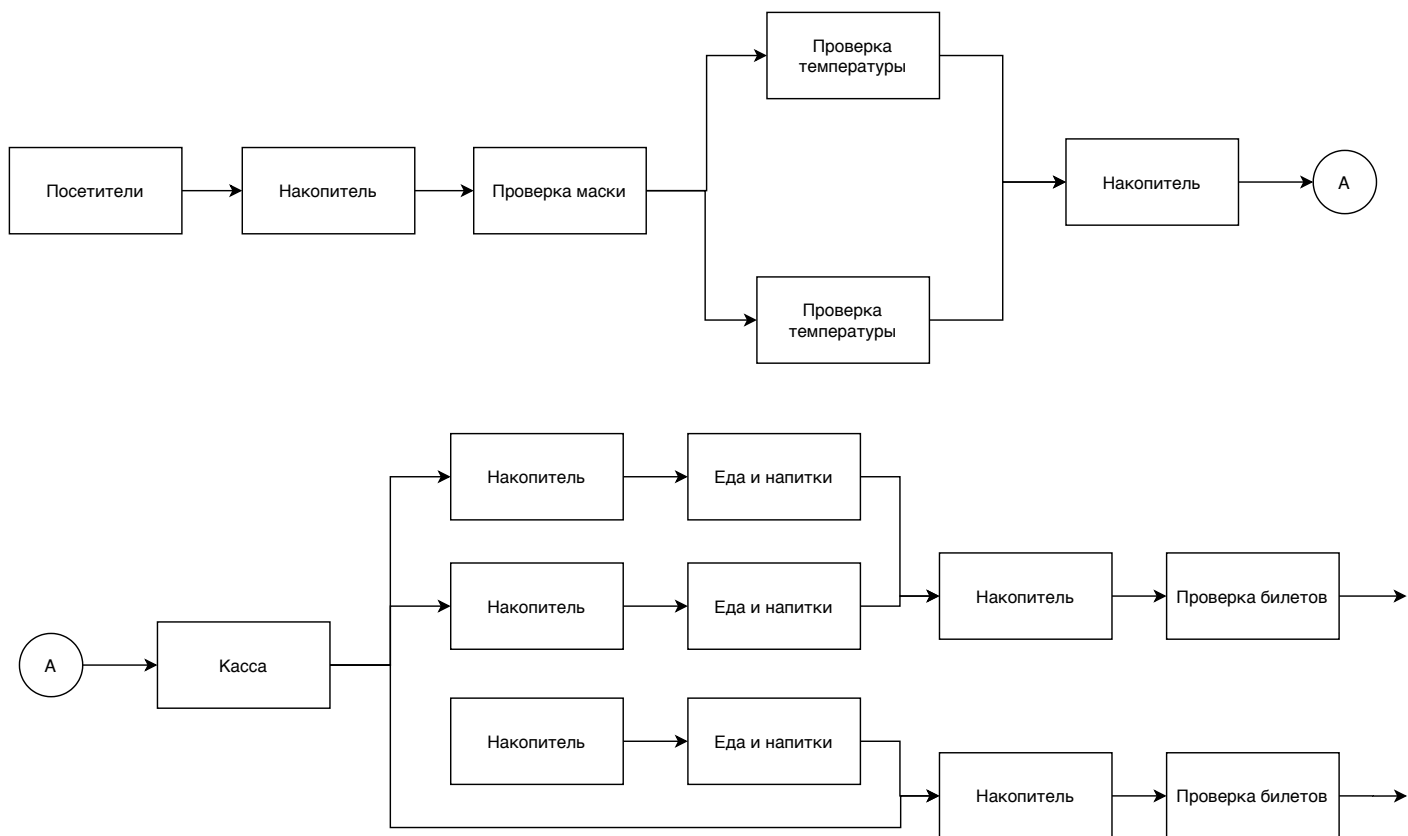 Проверка
температуры
Посетители
Накопитель
Проверка маски
Накопитель
А
Проверка
температуры
Накопитель
Еда и напитки
Накопитель
Еда и напитки
Накопитель
Проверка билетов
А
Касса
Накопитель
Еда и напитки
Накопитель
Проверка билетов